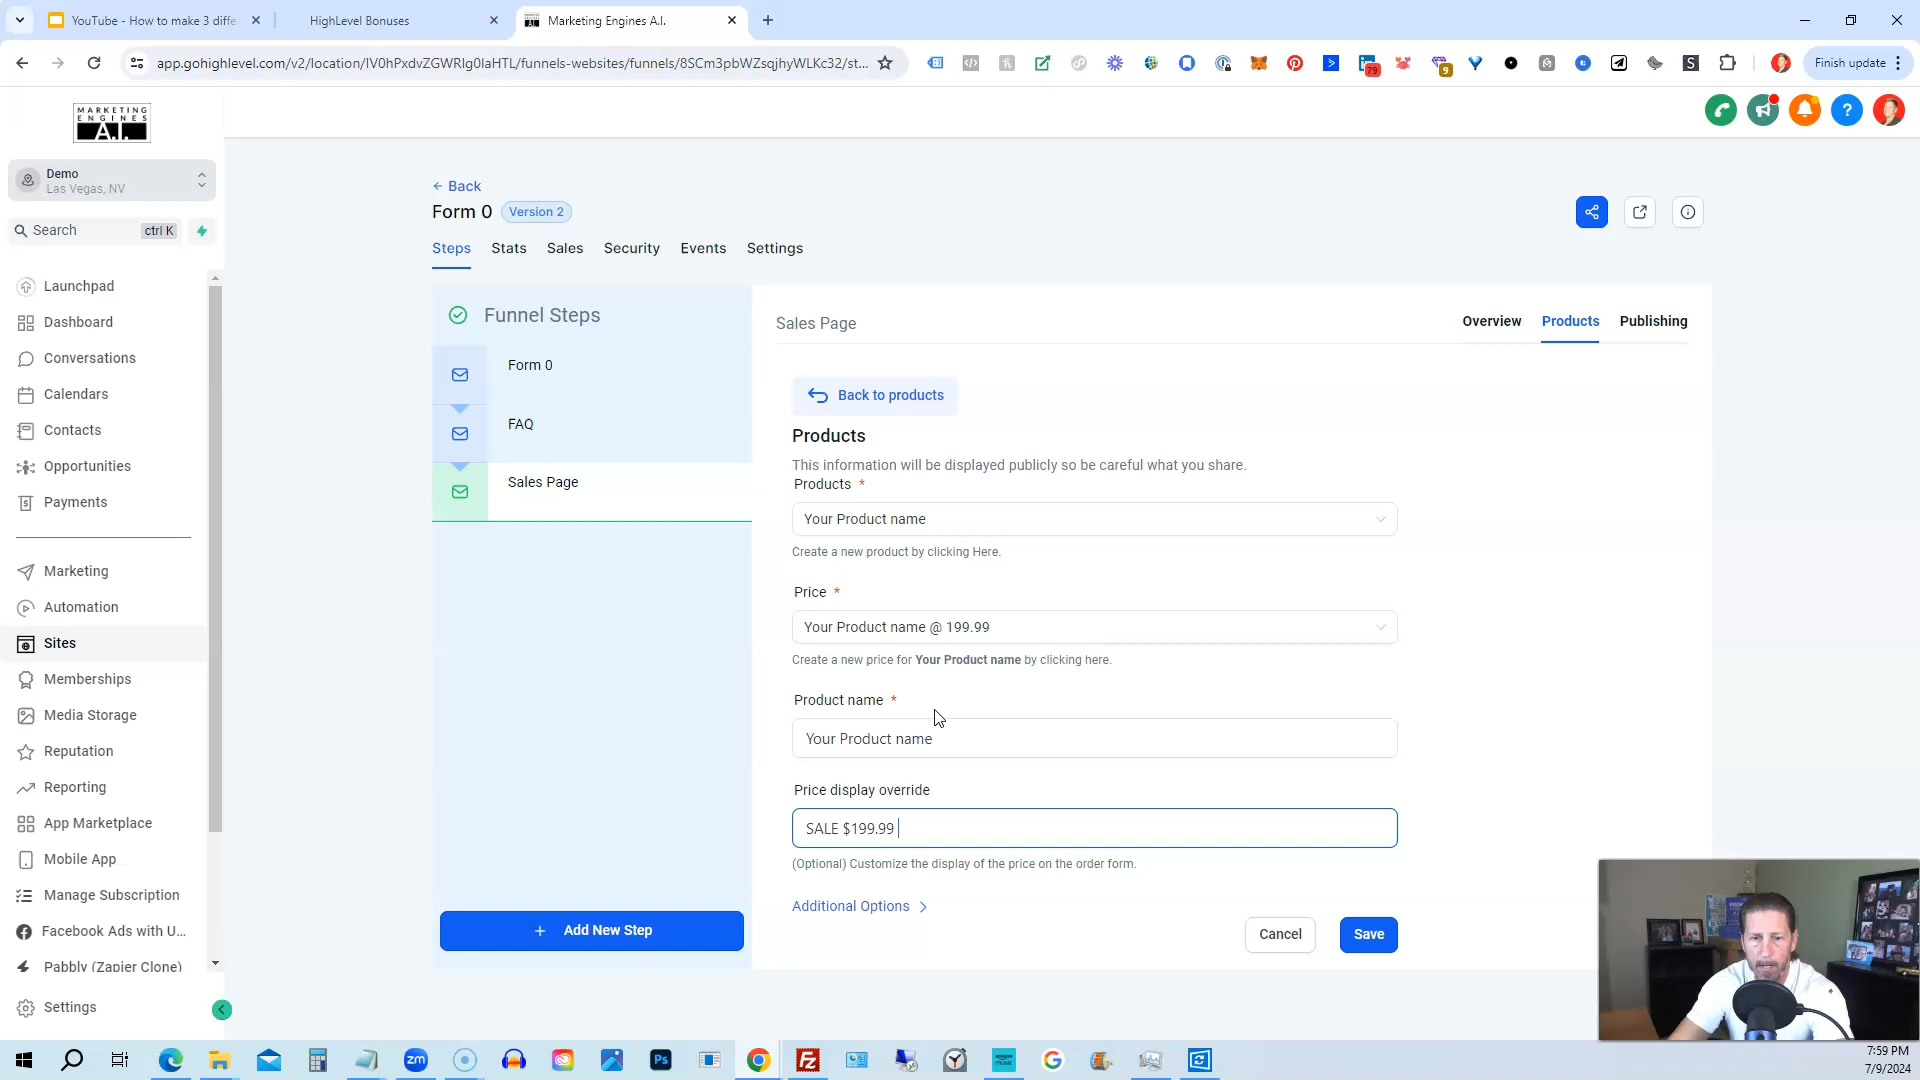 YouTube - How to make 3 diffe
HighLevel Bonuses
Marketing Engines A.I.
app.gohighlevel.com/v2/location/IV0hPxdvZGWRIg0laHTL/funnels-websites/funnels/8SCm3pbWZsqjhyWLKc32/st...
79
9
Finish update
MARKETING
ENGINES
A.I.
Demo
Las Vegas, NV
Search
ctrl K
Launchpad
Dashboard
Conversations
Calendars
Contacts
Opportunities
Payments
Marketing
Automation
Sites
Memberships
Media Storage
Reputation
Reporting
App Marketplace
Mobile App
Manage Subscription
Facebook Ads with U...
Pabbly (Zapier Clone)
Settings
← Back
Form 0
Version 2
Steps
Stats
Sales
Security
Events
Settings
Funnel Steps
Form 0
FAQ
Sales Page
+ Add New Step
Sales Page
Overview
Products
Publishing
Back to products
Products
This information will be displayed publicly so be careful what you share.
Products *
Your Product name
Create a new product by clicking Here.
Price *
Your Product name @ 199.99
Create a new price for Your Product name by clicking here.
Product name *
Your Product name
Price display override
SALE $199.99
(Optional) Customize the display of the price on the order form.
Additional Options
Cancel
Save
7:59 PM
7/9/2024